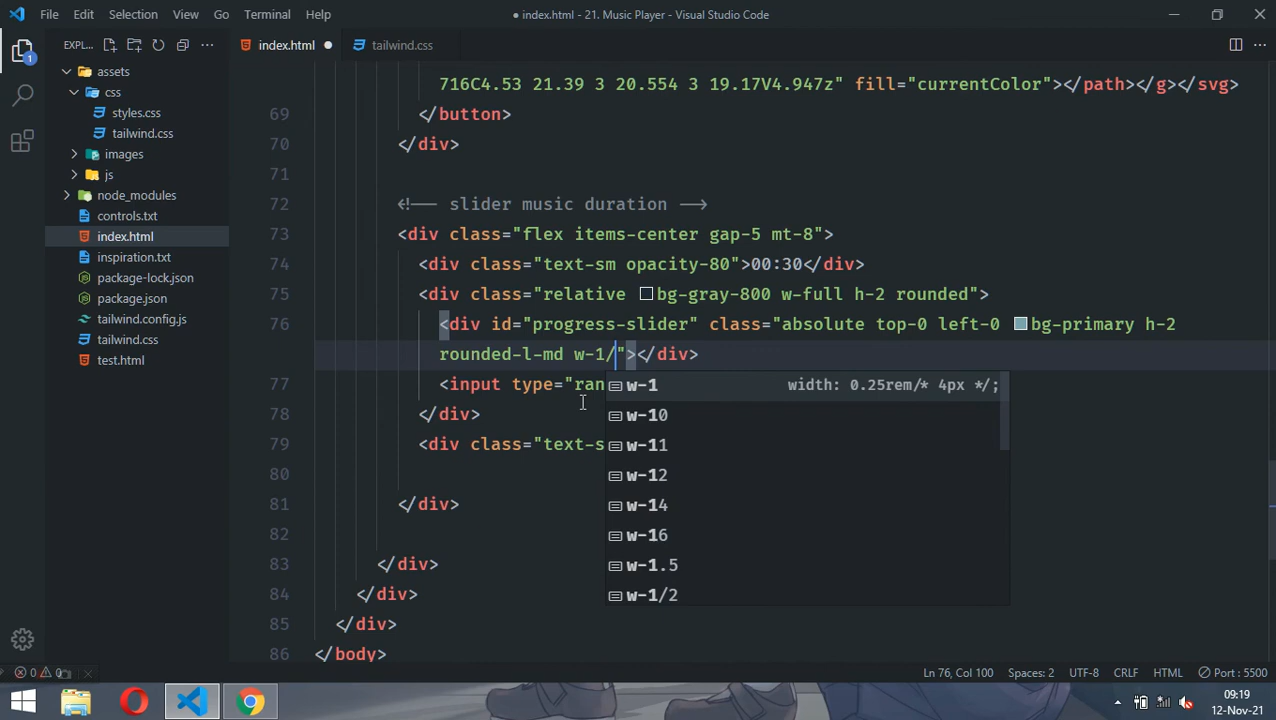 File Edit Selection View Go Terminal Help
● index.html - 21. Music Player - Visual Studio Code
EXPL...
index.html
tailwind.css
assets
css
styles.css
tailwind.css
images
js
node_modules
controls.txt
index.html
inspiration.txt
package-lock.json
package.json
tailwind.config.js
tailwind.css
test.html
1
716C4.53 21.39 3 20.554 3 19.17V4.947z" fill="currentColor"></path></g></svg>
69 </button>
70 </div>
71
72 <!-- slider music duration -->
73 <div class="flex items-center gap-5 mt-8">
74 <div class="text-sm opacity-80">00:30</div>
75 <div class="relative bg-gray-800 w-full h-2 rounded">
76 <div id="progress-slider" class="absolute top-0 left-0 bg-primary h-2
rounded-l-md w-1/"></div>
77 <input type="ran
78 </div>
79 <div class="text-s
80
81 </div>
82
83 </div>
84 </div>
85 </div>
86 </body>
w-1 width: 0.25rem/* 4px */;
w-10
w-11
w-12
w-14
w-16
w-1.5
w-1/2
0 0 Ln 76, Col 100 Spaces: 2 UTF-8 CRLF HTML Port : 5500
09:19
12-Nov-21